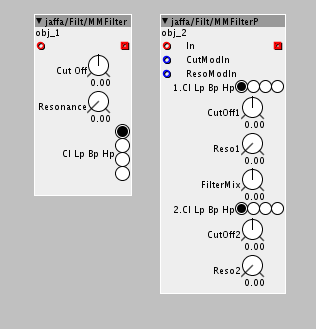 jaffa/Filt/MMFilter
obj_1
Cut Off
0.00
Resonance
0.00
Cl Lp Bp Hp
jaffa/Filt/MMFilterP
obj_2
In
CutModIn
ResoModIn
1.Cl Lp Bp Hp
CutOff1
0.00
Reso1
0.00
FilterMix
0.00
2.Cl Lp Bp Hp
CutOff2
0.00
Reso2
0.00